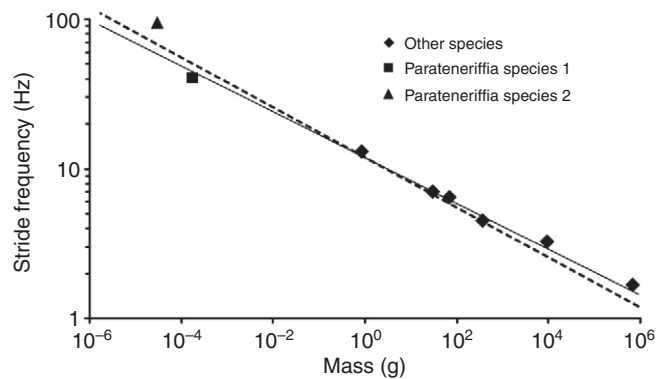 100
10
1
Stride frequency (Hz)
Other species
Parateneriffia species 1
Parateneriffia species 2
10⁻⁶ 10⁻⁴ 10⁻² 10⁰ 10² 10⁴ 10⁶
Mass (g)